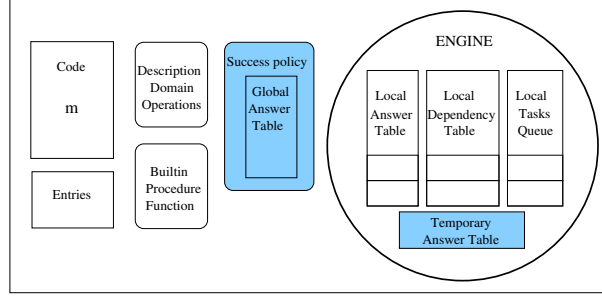 Code
m
Entries
Description
Domain
Operations
Builtin
Procedure
Function
Success policy
Global
Answer
Table
ENGINE
Local
Answer
Table
Local
Dependency
Table
Local
Tasks
Queue
Temporary
Answer Table